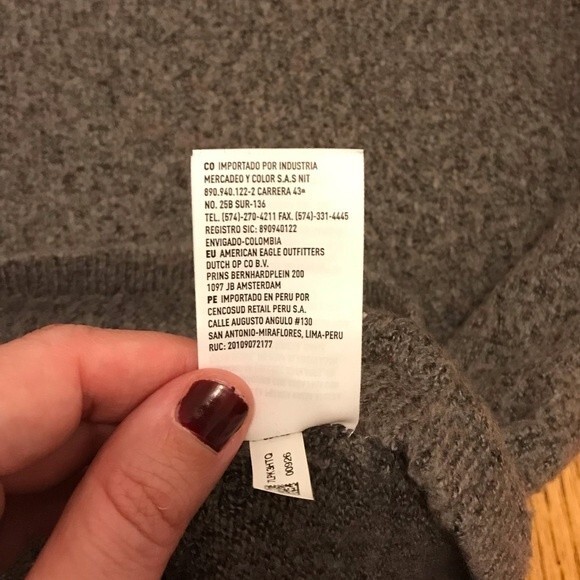 CO IMPORTADO POR INDUSTRIA
MERCADEO Y COLOR S.A.S NIT
890.940.122-2 CARRERA 43ª
NO. 25B SUR-136
TEL. (574)-270-4211 FAX. (574)-331-4445
REGISTRO SIC: 890940122
ENVIGADO-COLOMBIA
EU AMERICAN EAGLE OUTFITTERS
DUTCH OP CO B.V.
PRINS BERNHARDPLEIN 200
1097 JB AMSTERDAM
PE IMPORTADO EN PERU POR
CENCOSUD RETAIL PERU S.A.
CALLE AUGUSTO ANGULO #130
SAN ANTONIO-MIRAFLORES, LIMA-PERU
RUC: 20109072177
00926